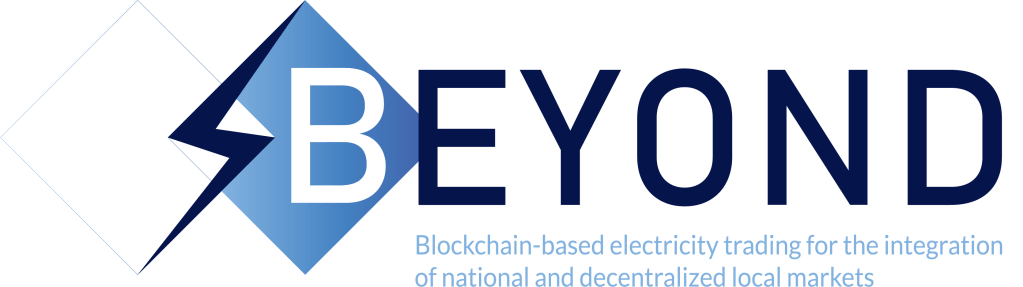 BEYOND
Blockchain-based electricity trading for the integration
of national and decentralized local markets